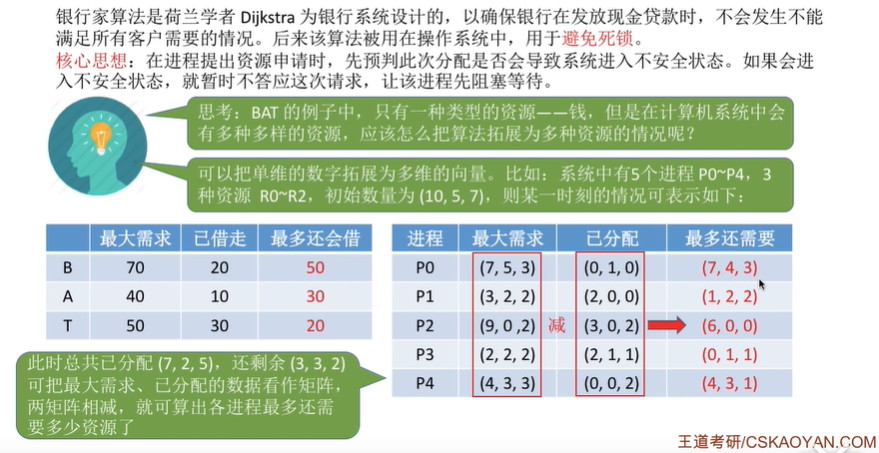 银行家算法是荷兰学者 Dijkstra 为银行系统设计的，以确保银行在发放现金贷款时，不会发生不能
满足所有客户需要的情况。后来该算法被用在操作系统中，用于避免死锁。
核心思想：在进程提出资源申请时，先预判此次分配是否会导致系统进入不安全状态。如果会进
入不安全状态，就暂时不答应这次请求，让该进程先阻塞等待。
思考：BAT 的例子中，只有一种类型的资源——钱，但是在计算机系统中会
有多种多样的资源，应该怎么把算法拓展为多种资源的情况呢？
可以把单维的数字拓展为多维的向量。比如：系统中有5个进程 P0~P4，3
种资源 R0~R2，初始数量为 (10, 5, 7)，则某一时刻的情况可表示如下：
最大需求 已借走 最多还会借
B 70 20 50
A 40 10 30
T 50 30 20
进程 最大需求 已分配 最多还需要
P0 (7, 5, 3) (0, 1, 0) (7, 4, 3)
P1 (3, 2, 2) (2, 0, 0) (1, 2, 2)
P2 (9, 0 ,2) 减 (3, 0, 2) (6, 0, 0)
P3 (2, 2, 2) (2, 1, 1) (0, 1, 1)
P4 (4, 3, 3) (0, 0, 2) (4, 3, 1)
此时总共已分配 (7, 2, 5)，还剩余 (3, 3, 2)
可把最大需求、已分配的数据看作矩阵，
两矩阵相减，就可算出各进程最多还需
要多少资源了
王道考研/CSKAOYAN.COM